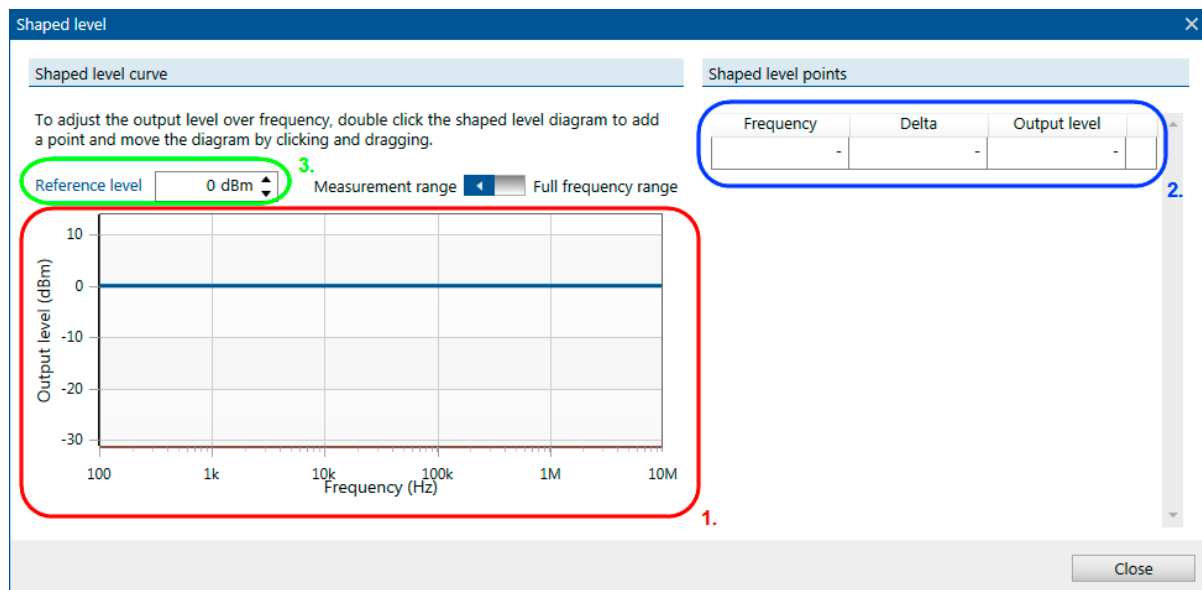 Shaped level
Shaped level curve
To adjust the output level over frequency, double click the shaped level diagram to add
a point and move the diagram by clicking and dragging.
3.
Reference level 0 dBm Measurement range Full frequency range
10
0
-10
-20
-30
Output level (dBm)
100 1k 10k 100k 1M 10M
Frequency (Hz)
1.
Shaped level points
Frequency Delta Output level
- - -
2.
Close